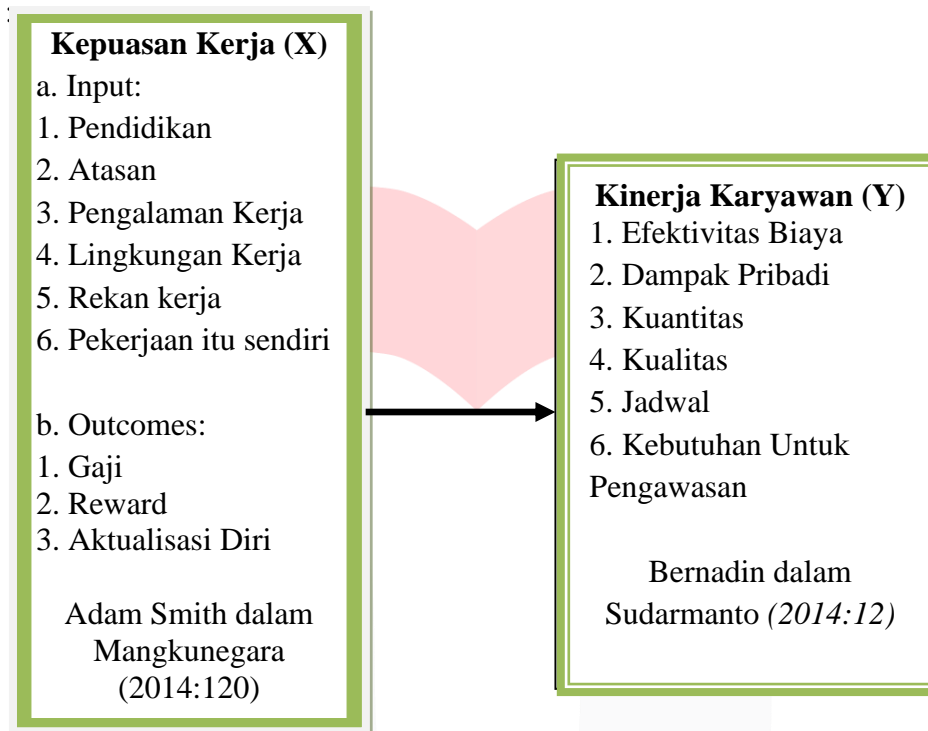 Kepuasan Kerja (X)
a. Input:
1. Pendidikan
2. Atasan
3. Pengalaman Kerja
4. Lingkungan Kerja
5. Rekan kerja
6. Pekerjaan itu sendiri
b. Outcomes:
1. Gaji
2. Reward
3. Aktualisasi Diri
Adam Smith dalam
Mangkunegara
(2014:120)
Kinerja Karyawan (Y)
1. Efektivitas Biaya
2. Dampak Pribadi
3. Kuantitas
4. Kualitas
5. Jadwal
6. Kebutuhan Untuk
Pengawasan
Bernadin dalam
Sudarmanto (2014:12)